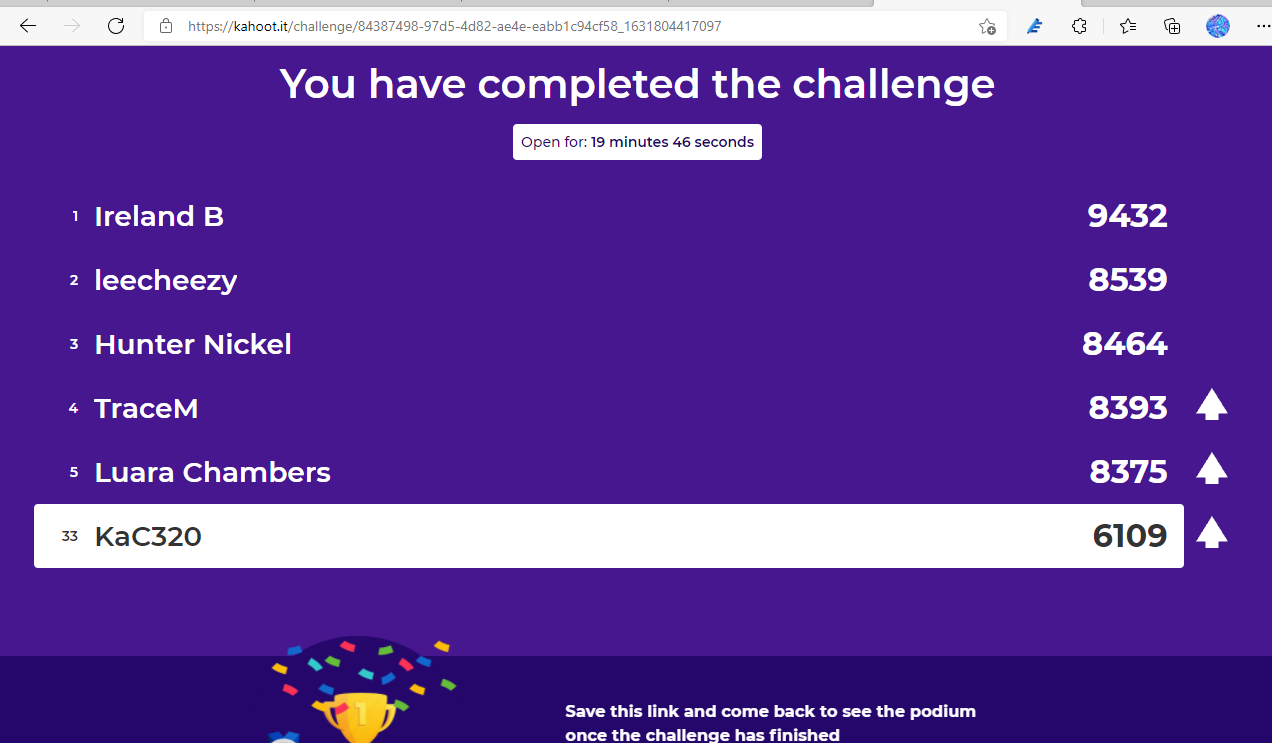 https://kahoot.it/challenge/84387498-97d5-4d82-ae4e-eabb1c94cf58_1631804417097
You have completed the challenge
Open for: 19 minutes 46 seconds
1 Ireland B 9432
2 leecheezy 8539
3 Hunter Nickel 8464
4 TraceM 8393
5 Luara Chambers 8375
33 KaC320 6109
1
Save this link and come back to see the podium
once the challenge has finished